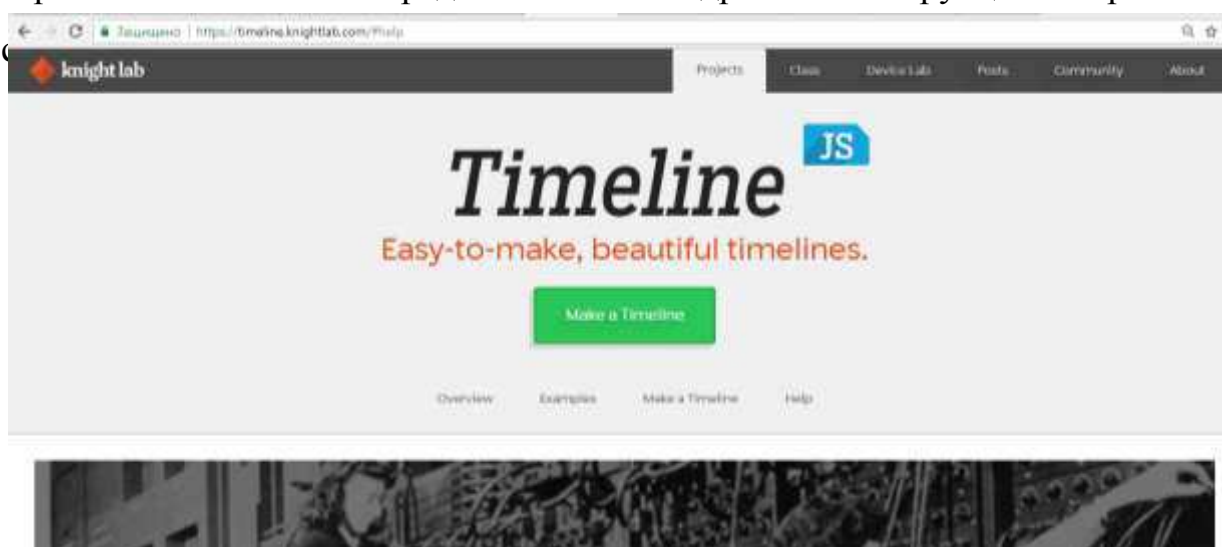 Защищено | https://timeline.knightlab.com/#help
knight lab
Projects Class Device Lab Posts Community About
Timeline JS
Easy-to-make, beautiful timelines.
Make a Timeline
Overview Examples Make a Timeline Help